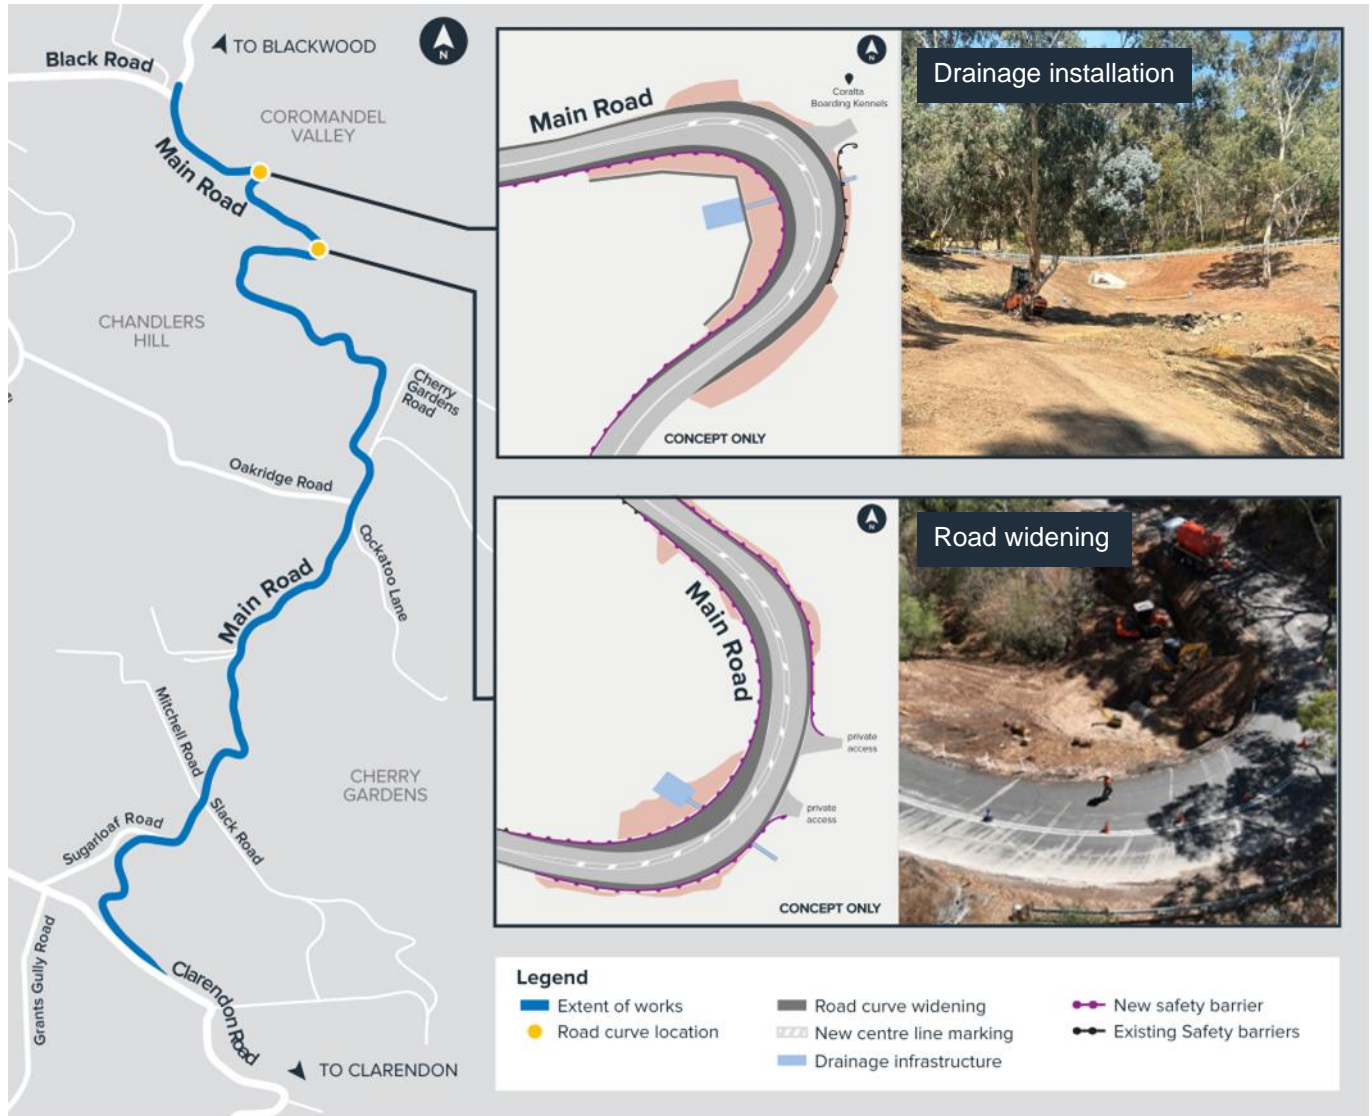 TO BLACKWOOD
N
Black Road
COROMANDEL
VALLEY
Main Road
CHANDLERS
HILL
Cherry
Gardens
Road
Oakridge Road
Cockatoo Lane
Main Road
Mitchell Road
CHERRY
GARDENS
Slack Road
Sugarloaf Road
Grants Gully Road
Clarendon Road
TO CLARENDON
Main Road
N
Coralta
Boarding Kennels
CONCEPT ONLY
Drainage installation
N
Main Road
private
access
private
access
CONCEPT ONLY
Road widening
Legend
Extent of works
Road curve location
Road curve widening
New centre line marking
Drainage infrastructure
New safety barrier
Existing Safety barriers